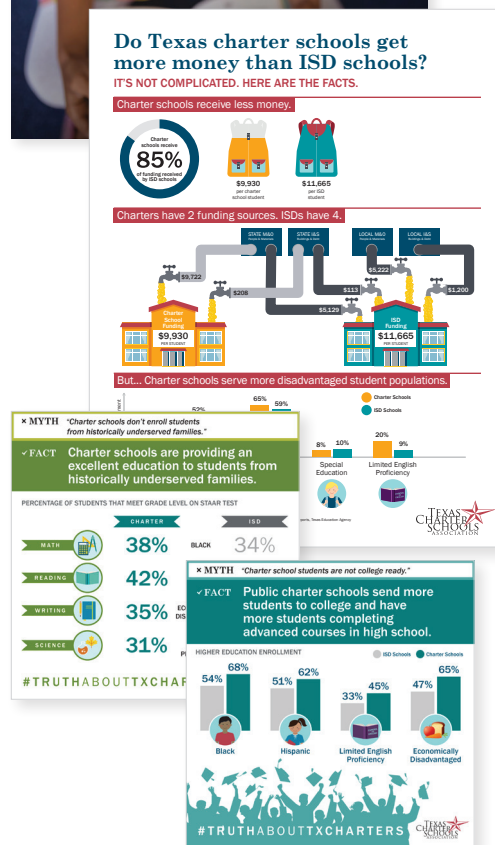 Do Texas charter schools get
more money than ISD schools?
IT'S NOT COMPLICATED. HERE ARE THE FACTS.
Charter schools receive less money.
Charter
schools receive
85%
of funding received
by ISD schools
$9,930
per charter
school student
$11,665
per ISD
student
Charters have 2 funding sources. ISDs have 4.
STATE M&O
STATE I&S
LOCAL M&O
LOCAL I&S
$9,722
$208
$5,222
$113
$1,200
$5,129
Charter
School
Funding
$9,930
PER STUDENT
ISD
Funding
$11,665
PER STUDENT
But... Charter schools serve more disadvantaged student populations.
Charter Schools
ISD Schools
65%
59%
8%
10%
20%
9%
Special
Education
Limited English
Proficiency
Texas Education Agency
TEXAS
CHARTER
SCHOOLS
ASSOCIATION
× MYTH "Charter schools don't enroll students
from historically underserved families."
✓FACT Charter schools are providing an
excellent education to students from
historically underserved families.
PERCENTAGE OF STUDENTS THAT MEET GRADE LEVEL ON STAAR TEST
CHARTER
ISD
MATH 38% BLACK 34%
READING 42%
WRITING 35%
SCIENCE 31%
#TRUTHABOUTTXCHAR
× MYTH "Charter school students are not college ready."
✓FACT Public charter schools send more
students to college and have
more students completing
advanced courses in high school.
HIGHER EDUCATION ENROLLMENT
ISD Schools Charter Schools
54% 68%
51% 62%
33% 45%
47% 65%
Black
Hispanic
Limited English
Proficiency
Economically
Disadvantaged
#TRUTHABOUTTXCHARTERS
TEXAS
CHARTER
SCHOOLS
ASSOCIATION